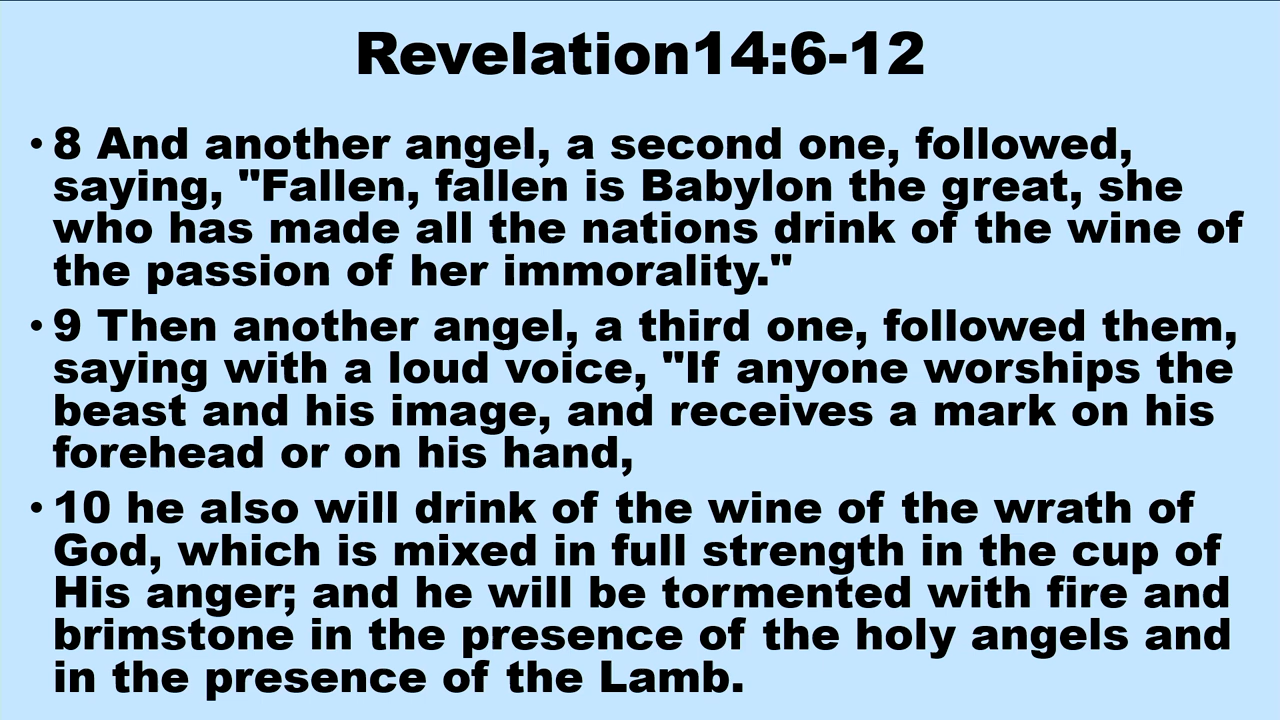 Revelation14:6-12
• 8 And another angel, a second one, followed,
saying, "Fallen, fallen is Babylon the great, she
who has made all the nations drink of the wine of
the passion of her immorality."
• 9 Then another angel, a third one, followed them,
saying with a loud voice, "If anyone worships the
beast and his image, and receives a mark on his
forehead or on his hand,
• 10 he also will drink of the wine of the wrath of
God, which is mixed in full strength in the cup of
His anger; and he will be tormented with fire and
brimstone in the presence of the holy angels and
in the presence of the Lamb.